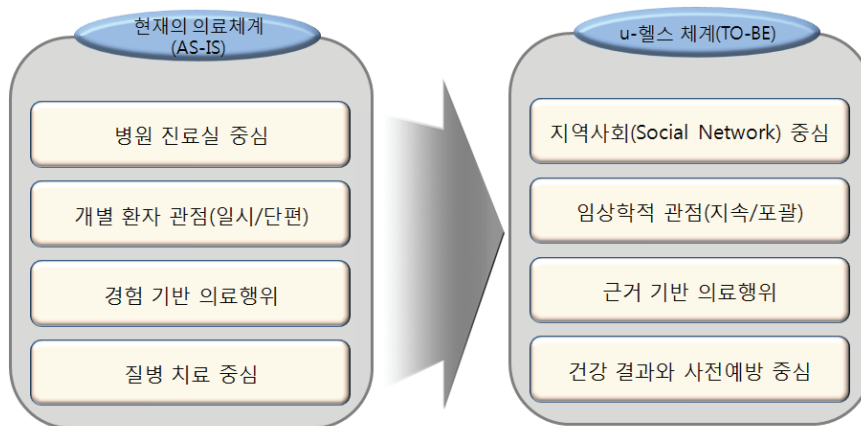 현재의 의료체계
(AS-IS)
병원 진료실 중심
개별 환자 관점(일시/단편)
경험 기반 의료행위
질병 치료 중심
u-헬스 체계(TO-BE)
지역사회(Social Network) 중심
임상학적 관점(지속/포괄)
근거 기반 의료행위
건강 결과와 사전예방 중심